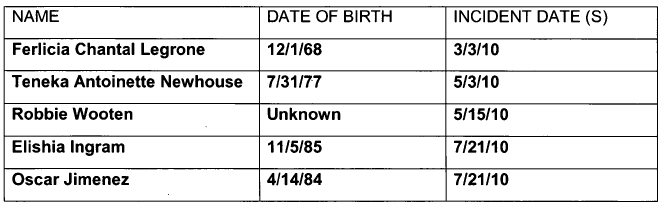 NAME DATE OF BIRTH INCIDENT DATE (S)
Ferlicia Chantal Legrone 12/1/68 3/3/10
Teneka Antoinette Newhouse 7/31/77 5/3/10
Robbie Wooten Unknown 5/15/10
Elishia Ingram 11/5/85 7/21/10
Oscar Jimenez 4/14/84 7/21/10